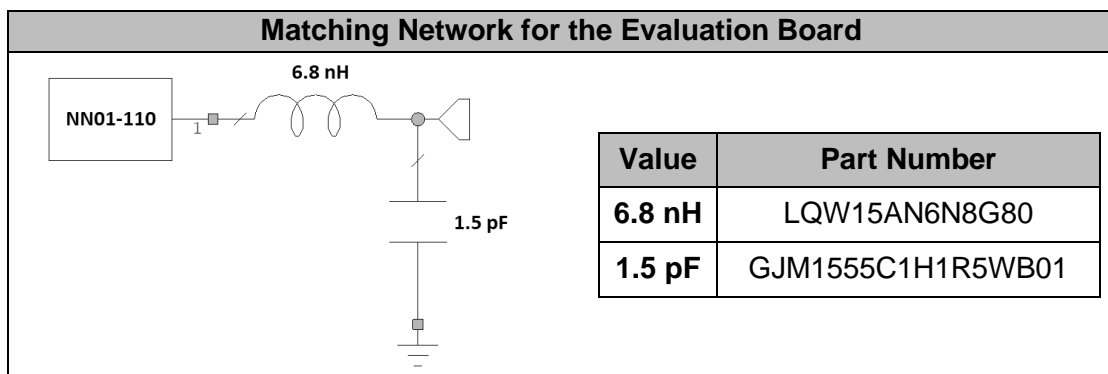 Matching Network for the Evaluation Board
6.8 nH
NN01-110
1
1.5 pF
Value Part Number
6.8 nH LQW15AN6N8G80
1.5 pF GJM1555C1H1R5WB01